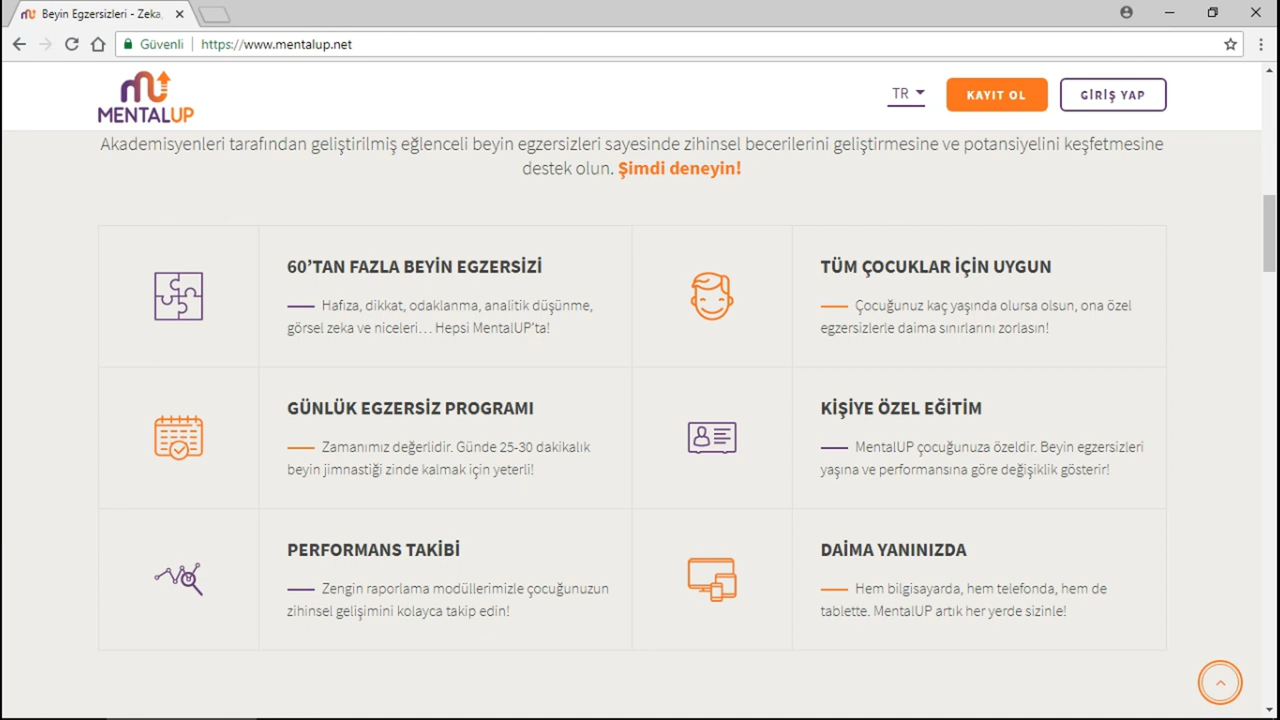 Beyin Egzersizleri - Zeka,
Güvenli | https://www.mentalup.net
MENTALUP
TR
KAYIT OL
GİRİŞ YAP
Akademisyenleri tarafından geliştirilmiş eğlenceli beyin egzersizleri sayesinde zihinsel becerilerini geliştirmesine ve potansiyelini keşfetmesine
destek olun. Şimdi deneyin!
60’TAN FAZLA BEYİN EGZERSİZİ
Hafıza, dikkat, odaklanma, analitik düşünme,
görsel zeka ve niceleri… Hepsi MentalUP’ta!
TÜM ÇOCUKLAR İÇİN UYGUN
Çocuğunuz kaç yaşında olursa olsun, ona özel
egzersizlerle daima sınırlarını zorlasın!
GÜNLÜK EGZERSİZ PROGRAMI
Zamanımız değerlidir. Günde 25-30 dakikalık
beyin jimnastiği zinde kalmak için yeterli!
KİŞİYE ÖZEL EĞİTİM
MentalUP çocuğunuza özeldir. Beyin egzersizleri
yaşına ve performansına göre değişiklik gösterir!
PERFORMANS TAKİBİ
Zengin raporlama modüllerimizle çocuğunuzun
zihinsel gelişimini kolayca takip edin!
DAİMA YANINIZDA
Hem bilgisayarda, hem telefonda, hem de
tablette. MentalUP artık her yerde sizinle!